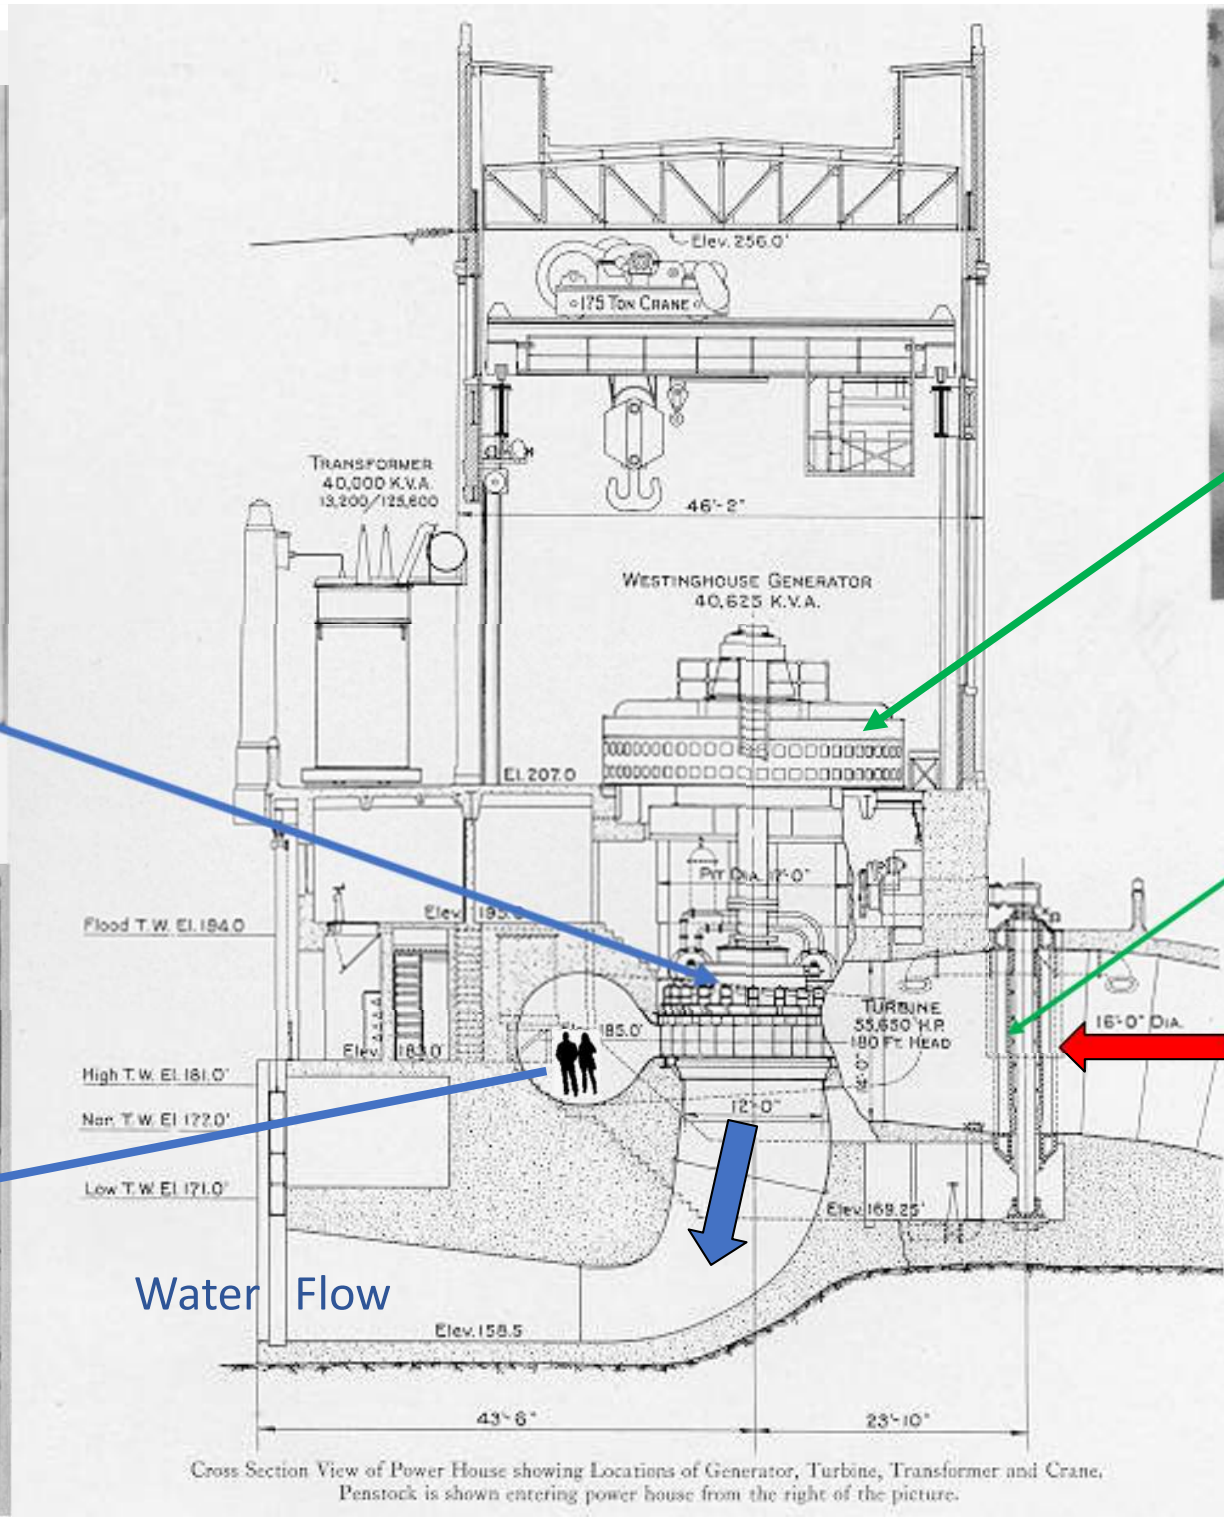 Elev. 256.0'
175 TON CRANE
TRANSFORMER
40,000 K.V.A.
13,200/125,600
46'-2"
WESTINGHOUSE GENERATOR
40,625 K.V.A.
El. 207.0
PIT DIA. 17'-0"
Elev. 195.
Flood T.W. El. 194.0
TURBINE
55,650 H.P.
180 FT. HEAD
16'-0" DIA.
185.0'
Elev. 183.0'
High T.W. El. 181.0'
14'-0"
12'-0"
Nor. T.W. El. 177.0'
Low T.W. El. 171.0'
Elev. 169.25'
Water Flow
Elev. 158.5
43'-6"
23'-10"
Cross Section View of Power House showing Locations of Generator, Turbine, Transformer and Crane.
Penstock is shown entering power house from the right of the picture.